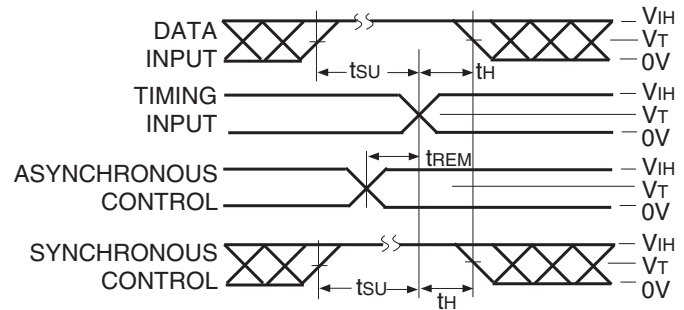 DATA
INPUT
tSU
tH
VIH
VT
0V
TIMING
INPUT
VIH
VT
0V
tREM
ASYNCHRONOUS
CONTROL
VIH
VT
0V
SYNCHRONOUS
CONTROL
tSU
tH
VIH
VT
0V